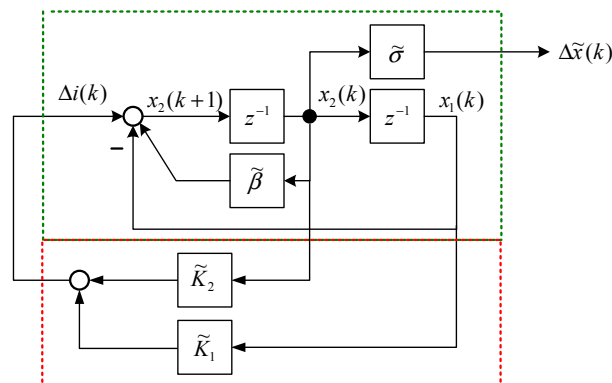 σ̃
Δx̃(k)
Δi(k)
x₂(k+1)
z⁻¹
x₂(k)
z⁻¹
x₁(k)
−
β̃
K̃₂
K̃₁